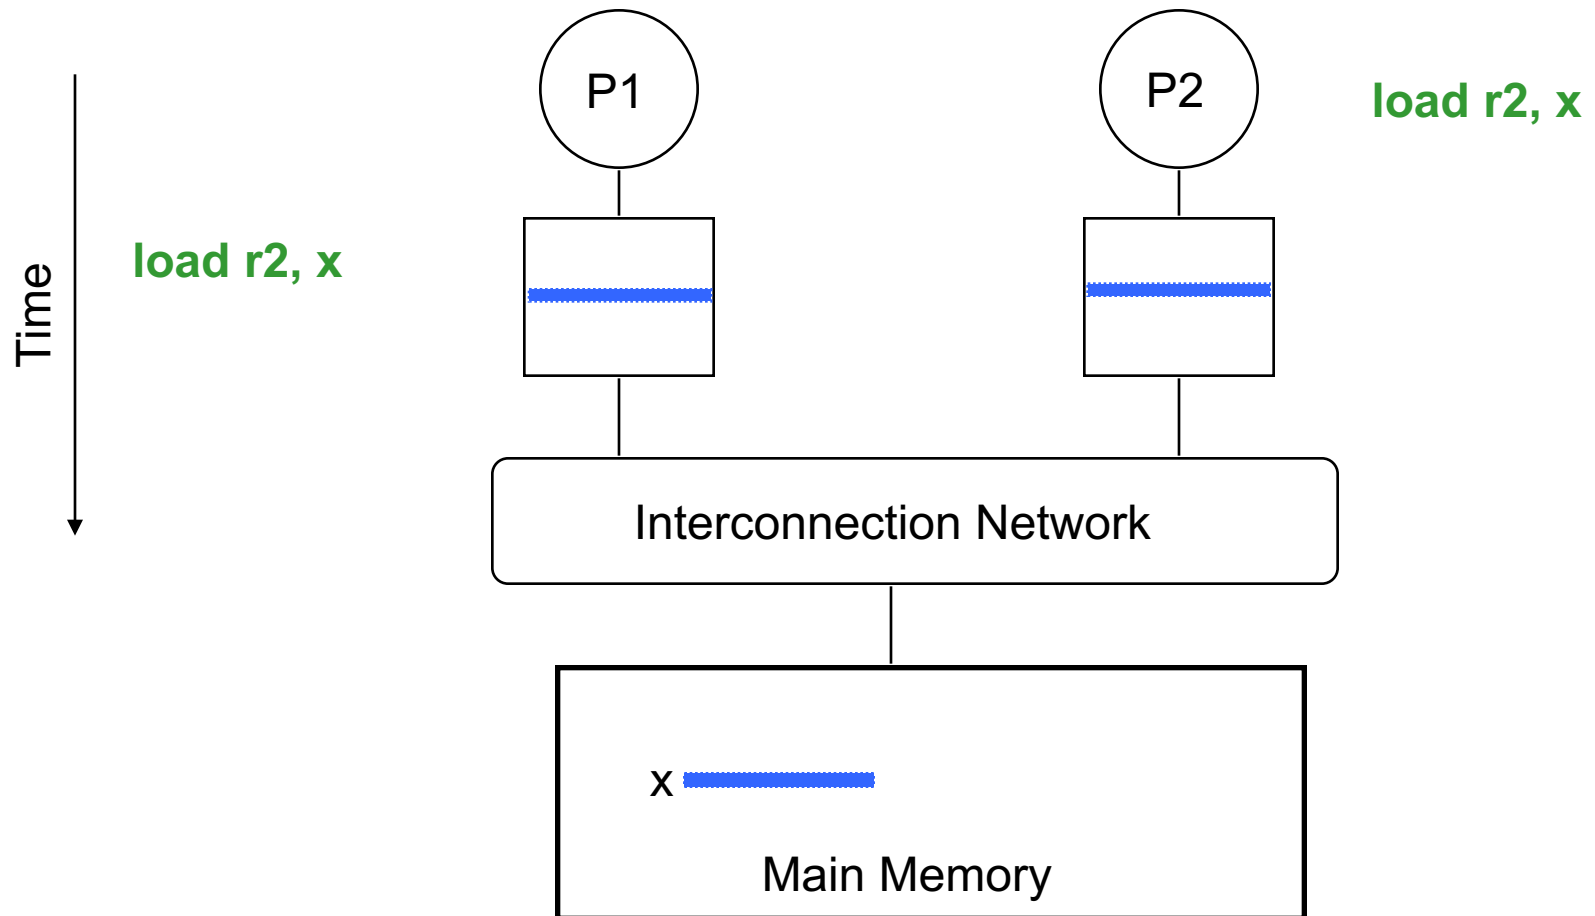 P1
P2
load r2, x
load r2, x
Time
Interconnection Network
x
Main Memory